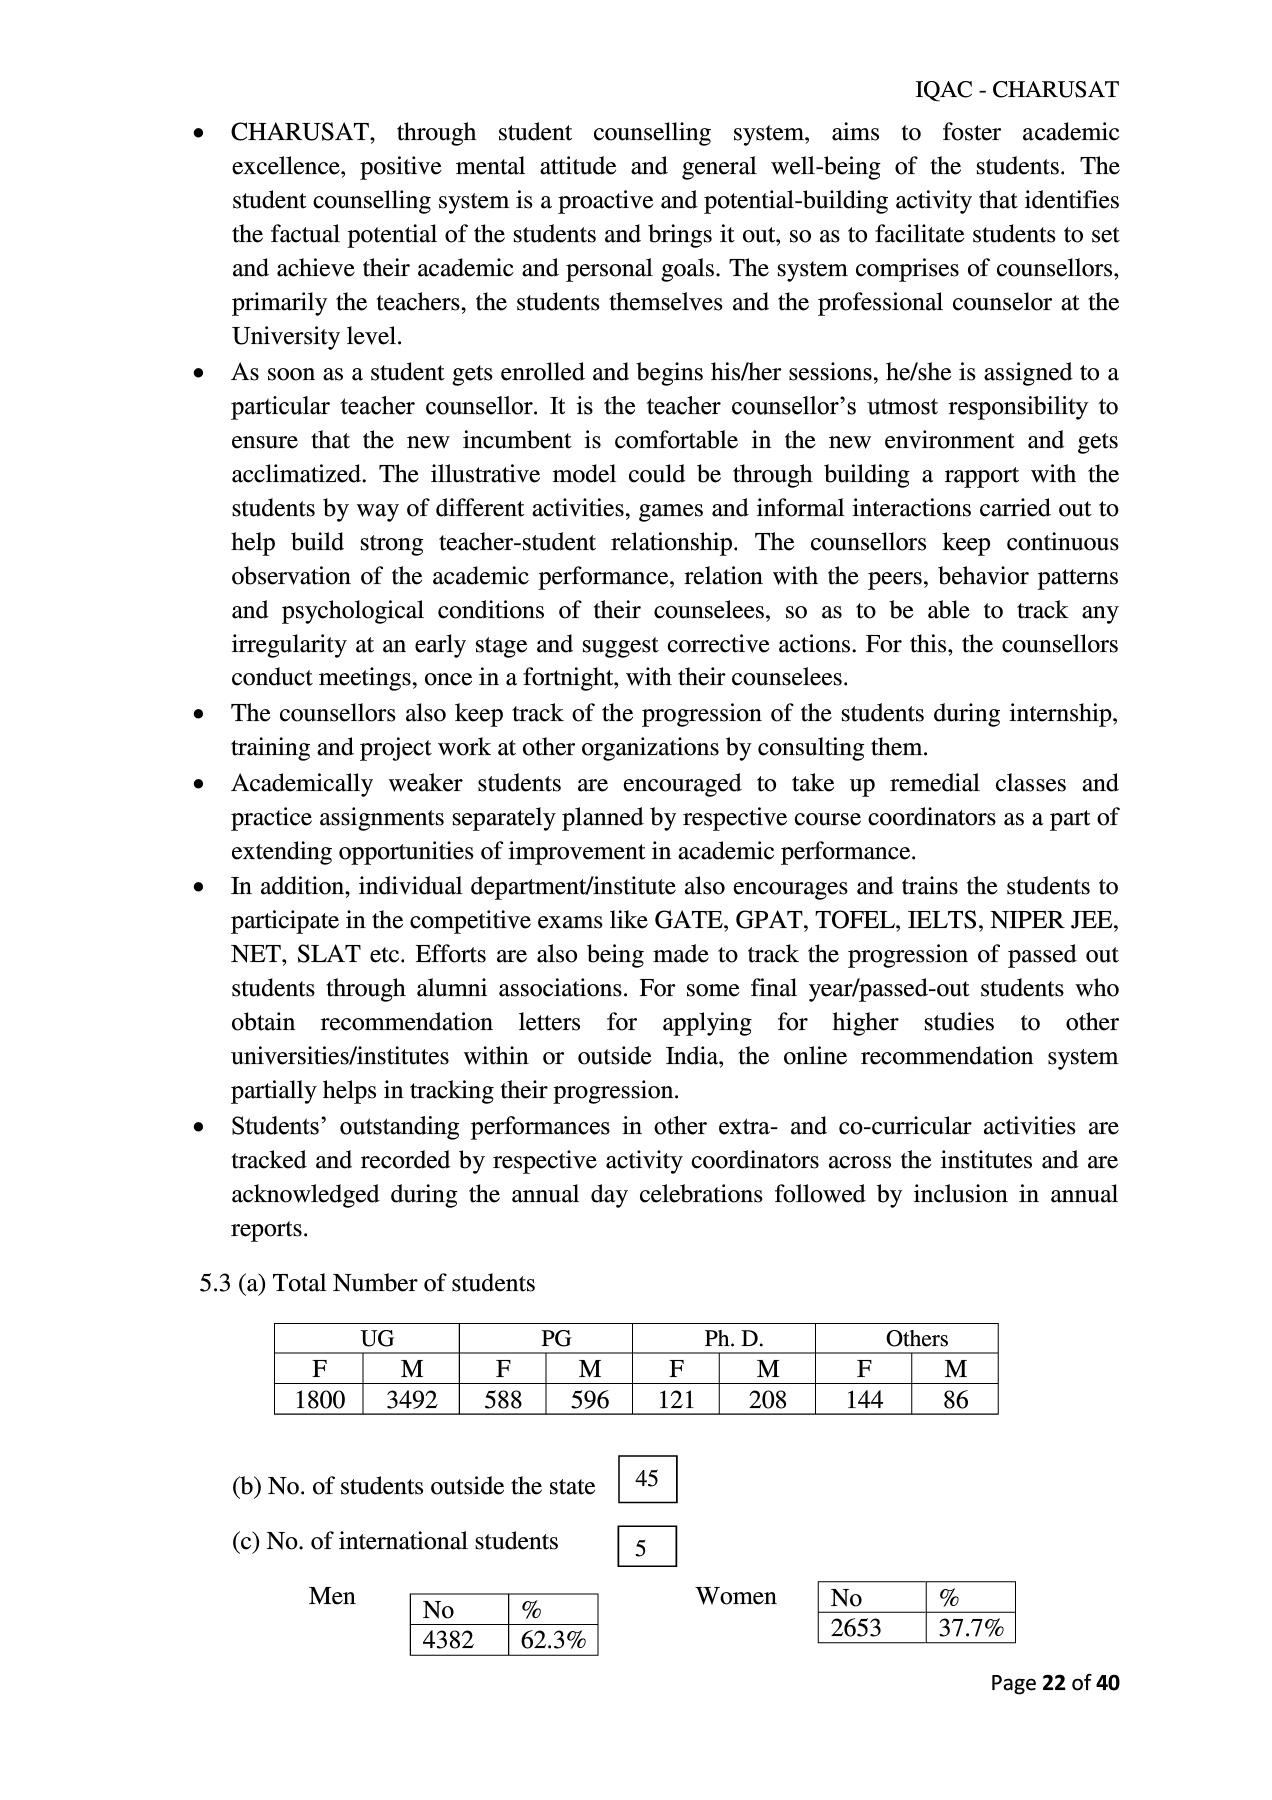 IQAC - CHARUSAT
• CHARUSAT, through student counselling system, aims to foster academic
excellence, positive mental attitude and general well-being of the students. The
student counselling system is a proactive and potential-building activity that identifies
the factual potential of the students and brings it out, so as to facilitate students to set
and achieve their academic and personal goals. The system comprises of counsellors,
primarily the teachers, the students themselves and the professional counselor at the
University level.
• As soon as a student gets enrolled and begins his/her sessions, he/she is assigned to a
particular teacher counsellor. It is the teacher counsellor’s utmost responsibility to
ensure that the new incumbent is comfortable in the new environment and gets
acclimatized. The illustrative model could be through building a rapport with the
students by way of different activities, games and informal interactions carried out to
help build strong teacher-student relationship. The counsellors keep continuous
observation of the academic performance, relation with the peers, behavior patterns
and psychological conditions of their counselees, so as to be able to track any
irregularity at an early stage and suggest corrective actions. For this, the counsellors
conduct meetings, once in a fortnight, with their counselees.
• The counsellors also keep track of the progression of the students during internship,
training and project work at other organizations by consulting them.
• Academically weaker students are encouraged to take up remedial classes and
practice assignments separately planned by respective course coordinators as a part of
extending opportunities of improvement in academic performance.
• In addition, individual department/institute also encourages and trains the students to
participate in the competitive exams like GATE, GPAT, TOFEL, IELTS, NIPER JEE,
NET, SLAT etc. Efforts are also being made to track the progression of passed out
students through alumni associations. For some final year/passed-out students who
obtain recommendation letters for applying for higher studies to other
universities/institutes within or outside India, the online recommendation system
partially helps in tracking their progression.
• Students’ outstanding performances in other extra- and co-curricular activities are
tracked and recorded by respective activity coordinators across the institutes and are
acknowledged during the annual day celebrations followed by inclusion in annual
reports.
5.3 (a) Total Number of students
UG PG Ph. D. Others
F M F M F M F M
1800 3492 588 596 121 208 144 86
(b) No. of students outside the state 45
(c) No. of international students 5
Men No % Women No %
4382 62.3% 2653 37.7%
Page 22 of 40